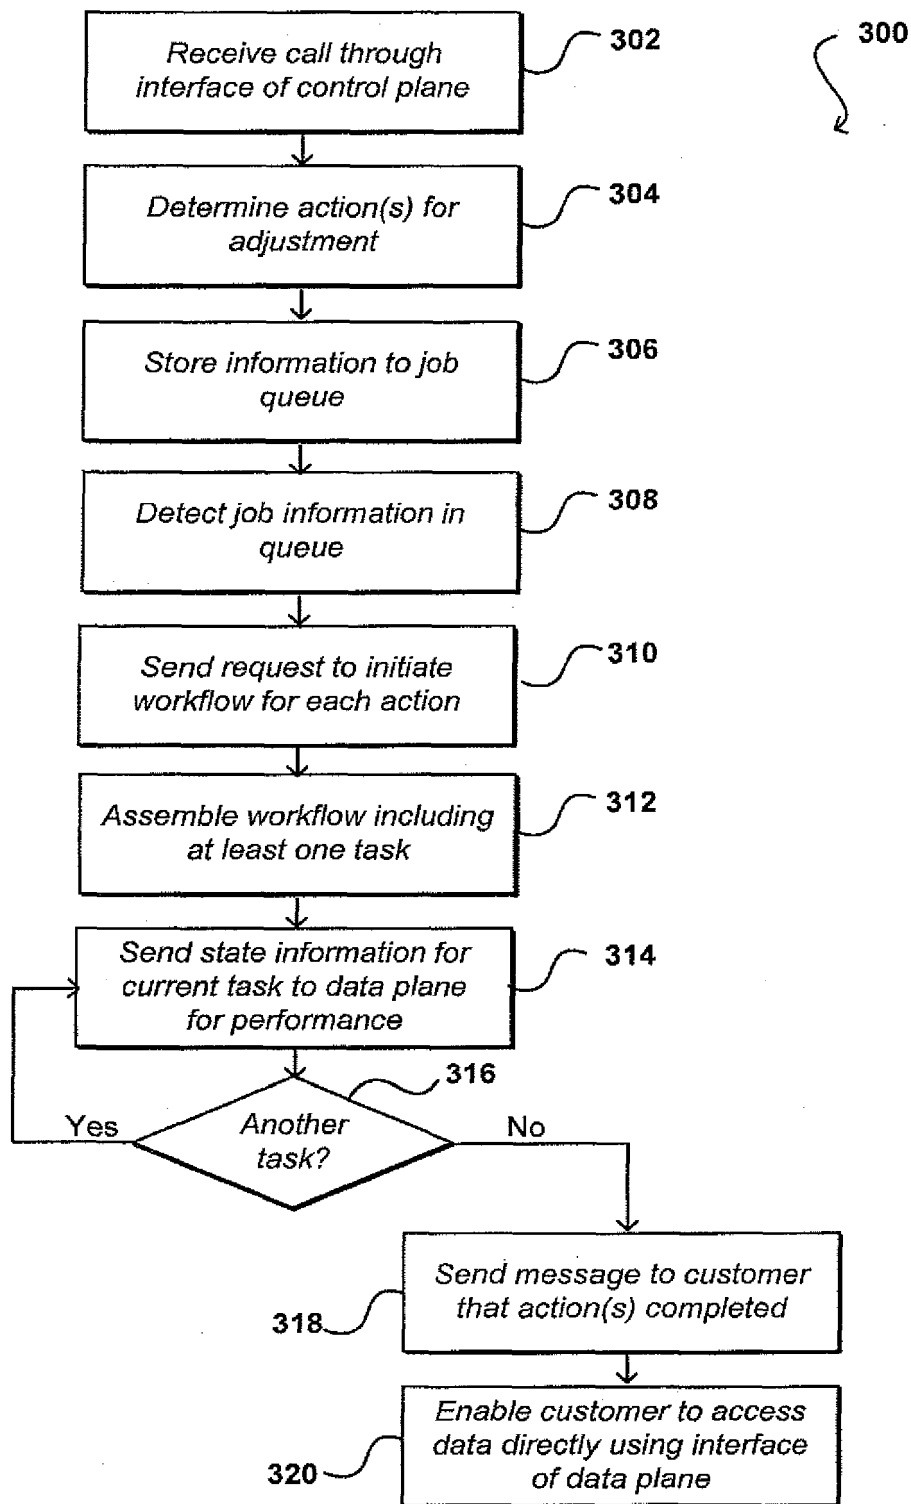 300
Receive call through
interface of control plane
302
Determine action(s) for
adjustment
304
Store information to job
queue
306
Detect job information in
queue
308
Send request to initiate
workflow for each action
310
Assemble workflow including
at least one task
312
Send state information for
current task to data plane
for performance
314
Another
task?
316
Yes
No
Send message to customer
that action(s) completed
318
Enable customer to access
data directly using interface
of data plane
320